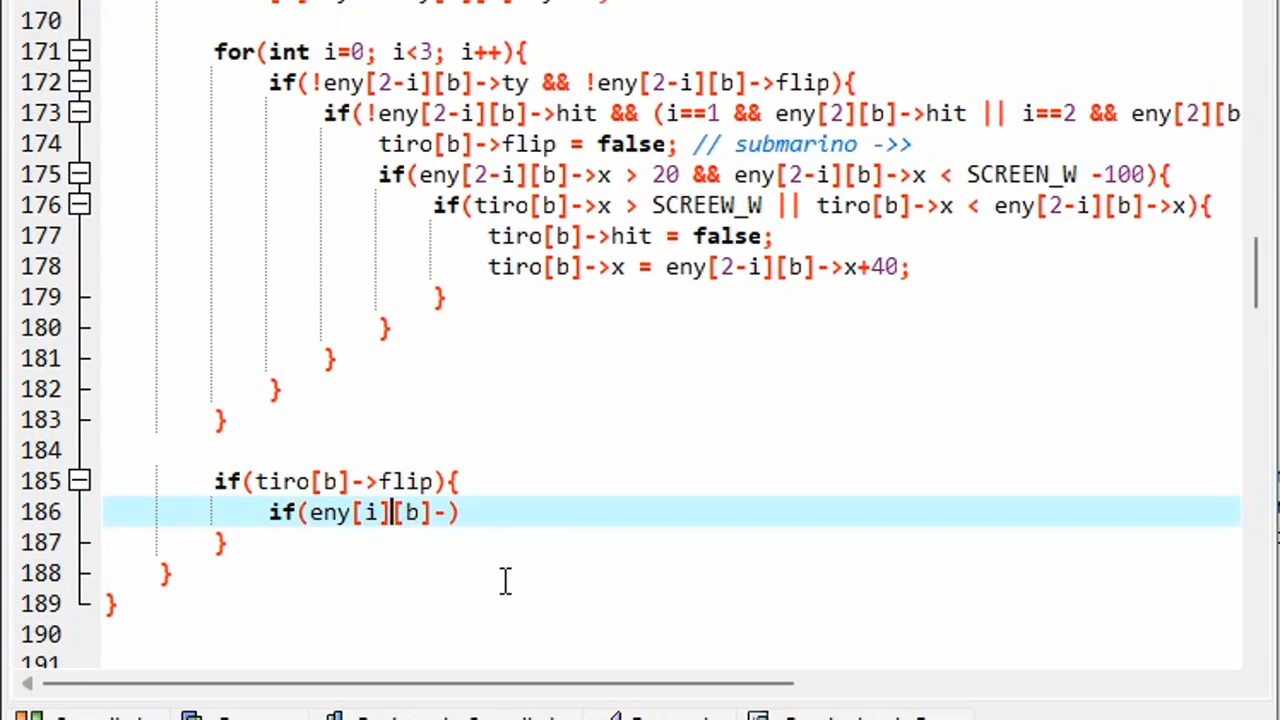 170
171 for(int i=0; i<3; i++){
172 if(!eny[2-i][b]->ty && !eny[2-i][b]->flip){
173 if(!eny[2-i][b]->hit && (i==1 && eny[2][b]->hit || i==2 && eny[2][b
174 tiro[b]->flip = false; // submarino ->>
175 if(eny[2-i][b]->x > 20 && eny[2-i][b]->x < SCREEN_W -100){
176 if(tiro[b]->x > SCREEW_W || tiro[b]->x < eny[2-i][b]->x){
177 tiro[b]->hit = false;
178 tiro[b]->x = eny[2-i][b]->x+40;
179 }
180 }
181 }
182 }
183 }
184
185 if(tiro[b]->flip){
186 if(eny[i][b]-)
187 }
188 }
189 }
190
191